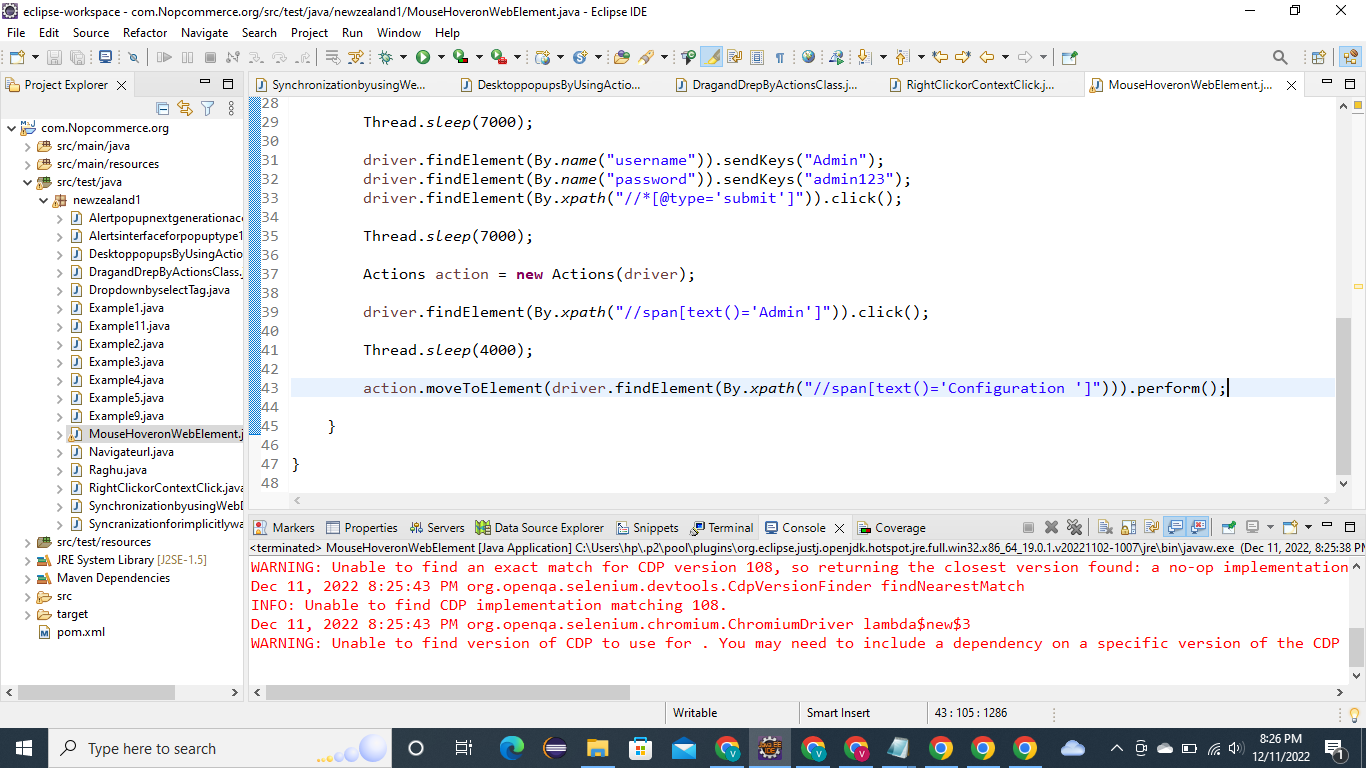 eclipse-workspace - com.Nopcommerce.org/src/test/java/newzealand1/MouseHoveronWebElement.java - Eclipse IDE
File Edit Source Refactor Navigate Search Project Run Window Help
Project Explorer
SynchronizationbyusingWe...
DesktoppopupsByUsingActio...
DragandDrepByActionsClass.j...
RightClickorContextClick.j...
MouseHoveronWebElement.j...
com.Nopcommerce.org
src/main/java
src/main/resources
src/test/java
newzealand1
Alertpopupnextgenerationac
Alertsinterfaceforpopuptype1
DesktoppopupsByUsingActio
DragandDrepByActionsClass.
DropdownbyselectTag.java
Example1.java
Example11.java
Example2.java
Example3.java
Example4.java
Example5.java
Example9.java
MouseHoveronWebElement.j
Navigateurl.java
Raghu.java
RightClickorContextClick.java
SynchronizationbyusingWebD
Syncranizationforimplicitlywa
src/test/resources
JRE System Library [J2SE-1.5]
Maven Dependencies
src
target
pom.xml
28
29 Thread.sleep(7000);
30
31 driver.findElement(By.name("username")).sendKeys("Admin");
32 driver.findElement(By.name("password")).sendKeys("admin123");
33 driver.findElement(By.xpath("//*[@type='submit']")).click();
34
35 Thread.sleep(7000);
36
37 Actions action = new Actions(driver);
38
39 driver.findElement(By.xpath("//span[text()='Admin']")).click();
40
41 Thread.sleep(4000);
42
43 action.moveToElement(driver.findElement(By.xpath("//span[text()='Configuration ']"))).perform();
44
45 }
46
47 }
48
Markers Properties Servers Data Source Explorer Snippets Terminal Console Coverage
<terminated> MouseHoveronWebElement [Java Application] C:\Users\hp\.p2\pool\plugins\org.eclipse.justj.openjdk.hotspot.jre.full.win32.x86_64_19.0.1.v20221102-1007\jre\bin\javaw.exe (Dec 11, 2022, 8:25:38 PM
WARNING: Unable to find an exact match for CDP version 108, so returning the closest version found: a no-op implementation
Dec 11, 2022 8:25:43 PM org.openqa.selenium.devtools.CdpVersionFinder findNearestMatch
INFO: Unable to find CDP implementation matching 108.
Dec 11, 2022 8:25:43 PM org.openqa.selenium.chromium.ChromiumDriver lambda$new$3
WARNING: Unable to find version of CDP to use for . You may need to include a dependency on a specific version of the CDP
Writable Smart Insert 43 : 105 : 1286
Type here to search
8:26 PM
12/11/2022
1